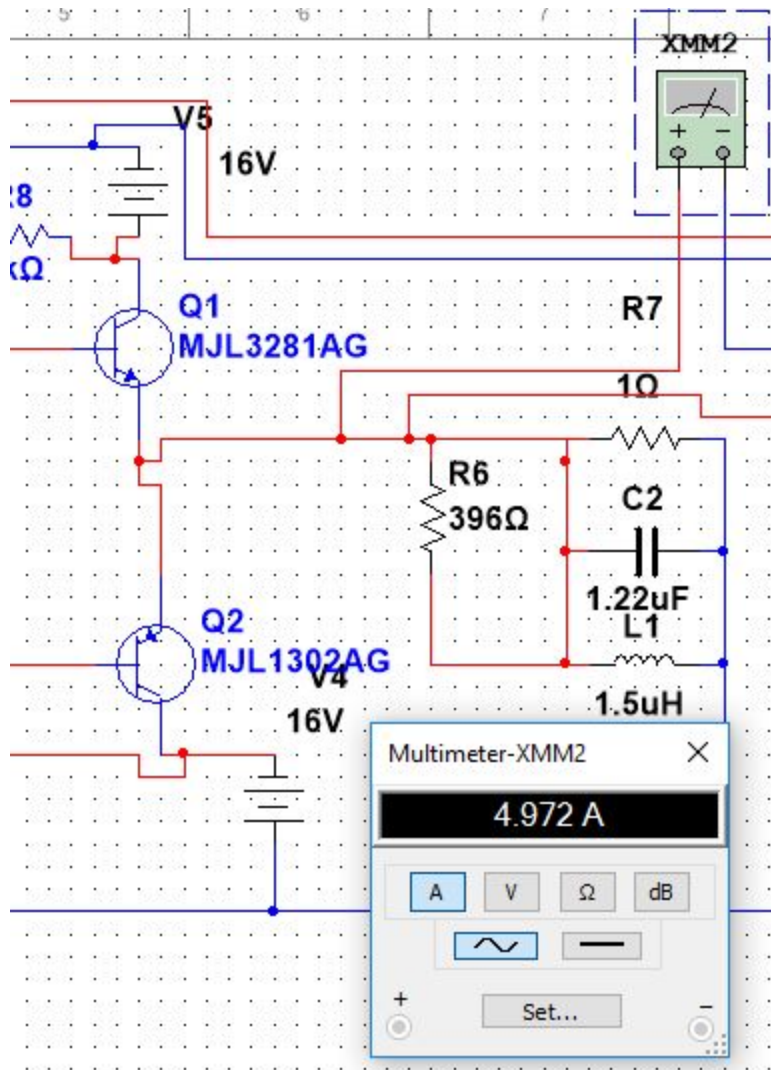 5 6 7
XMM2
V5
16V
+ −
R7
Q1
MJL3281AG
1Ω
R6
396Ω
C2
1.22uF
L1
1.5uH
Q2
MJL1302AG
V4
16V
Multimeter-XMM2
4.972 A
A V Ω dB
Set...
+ −